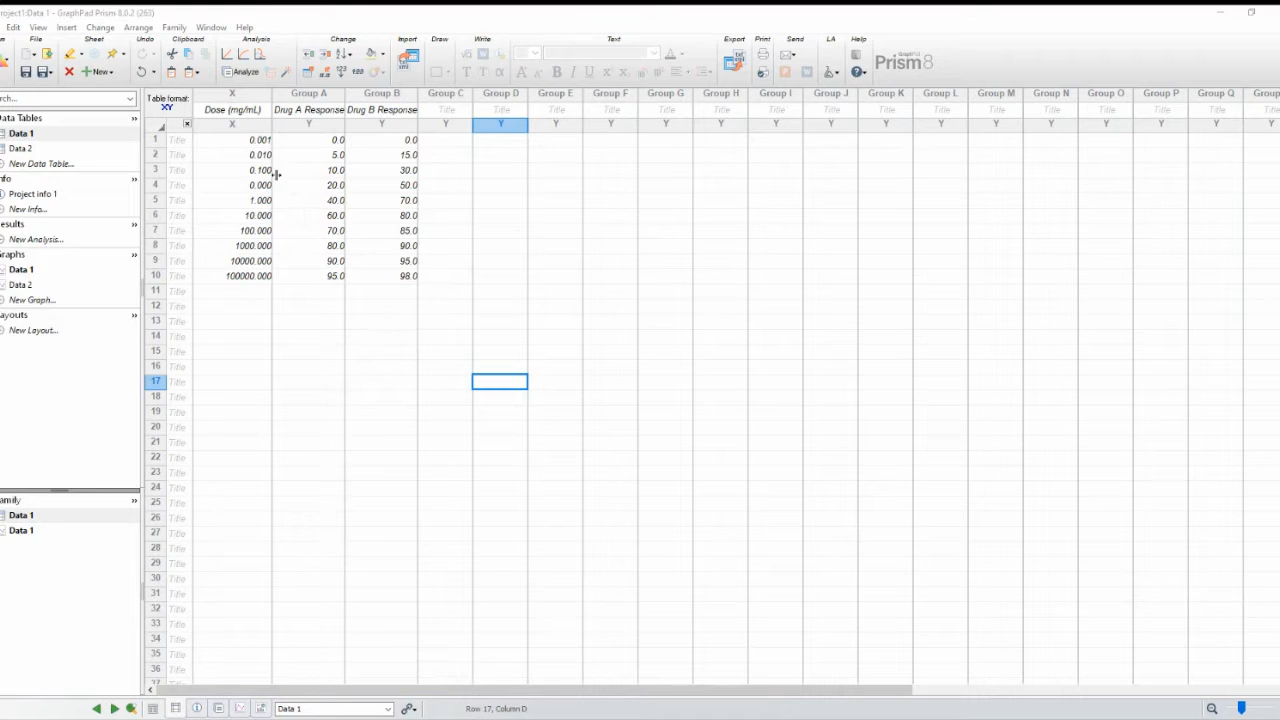 Project1:Data 1 - GraphPad Prism 8.0.2 (263)
Edit View Insert Change Arrange Family Window Help
File Sheet Undo Clipboard Analysis Change Import Draw Write Text Export Print Send LA Help
New Analyze Prism 8
Data Tables
Data 1
Data 2
New Data Table...
Project info 1
New Info...
New Analysis...
Data 1
Data 2
New Graph...
New Layout...
Data 1
Data 1
Table format:
XY
X Group A Group B Group C Group D Group E Group F Group G Group H Group I Group J Group K Group L Group M Group N Group O Group P Group Q
Dose (mg/mL) Drug A Response Drug B Response Title Title Title Title Title Title Title Title Title Title Title Title Title Title Title
X Y Y Y Y Y Y Y Y Y Y Y Y Y Y Y Y Y
1 Title 0.001 0.0 0.0
2 Title 0.010 5.0 15.0
3 Title 0.100 10.0 30.0
4 Title 0.000 20.0 50.0
5 Title 1.000 40.0 70.0
6 Title 10.000 60.0 80.0
7 Title 100.000 70.0 85.0
8 Title 1000.000 80.0 90.0
9 Title 10000.000 90.0 95.0
10 Title 100000.000 95.0 98.0
11 Title
12 Title
13 Title
14 Title
15 Title
16 Title
17 Title
18 Title
19 Title
20 Title
21 Title
22 Title
23 Title
24 Title
25 Title
26 Title
27 Title
28 Title
29 Title
30 Title
31 Title
32 Title
33 Title
34 Title
35 Title
36 Title
Data 1 Row 17, Column D